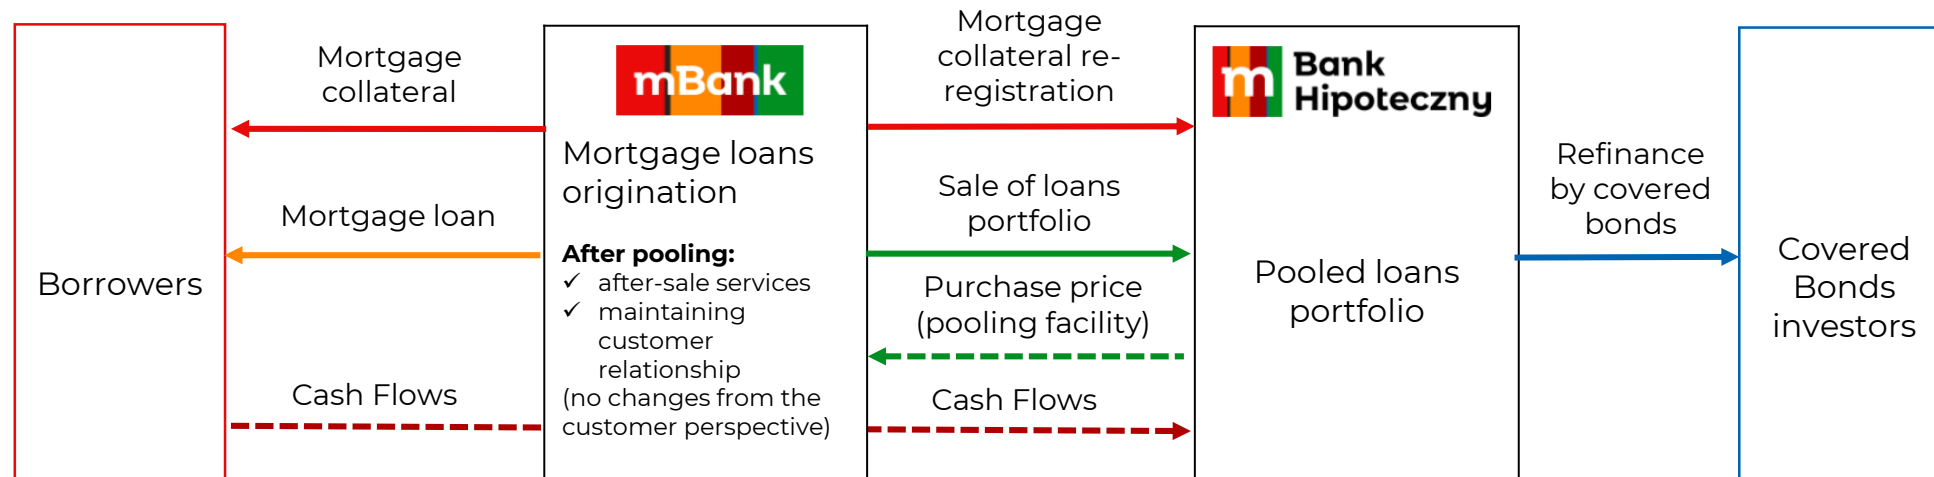 Borrowers
Mortgage
collateral
Mortgage loan
Cash Flows
mBank
Mortgage loans
origination
After pooling:
✓ after-sale services
✓ maintaining
customer
relationship
(no changes from the
customer perspective)
Mortgage
collateral re-
registration
Sale of loans
portfolio
Purchase price
(pooling facility)
Cash Flows
m Bank
Hipoteczny
Pooled loans
portfolio
Refinance
by covered
bonds
Covered
Bonds
investors